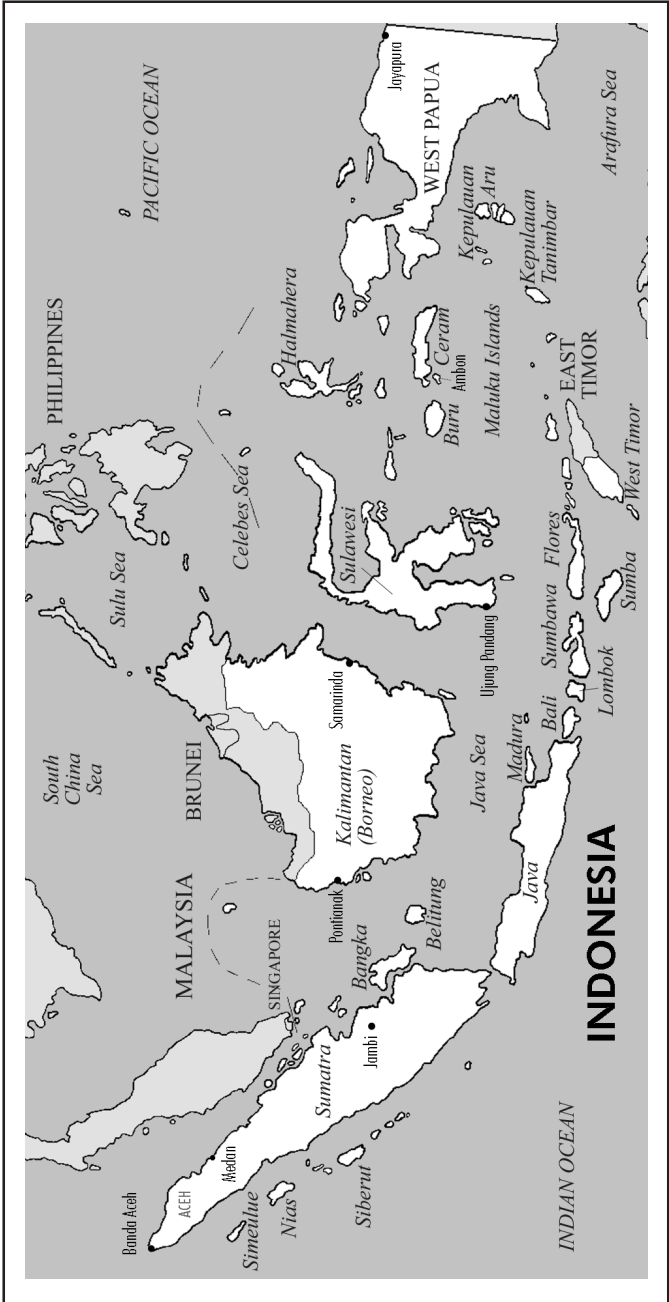 PACIFIC OCEAN
PHILIPPINES
South
China
Sea
Sulu Sea
BRUNEI
MALAYSIA
Celebes Sea
Banda Aceh
ACEH
Medan
SINGAPORE
Halmahera
Jayapura
WEST PAPUA
Simeulue
Nias
Siberut
Sumatra
Jambi
Bangka
Belitung
Pontianak
Kalimantan
(Borneo)
Samarinda
Sulawesi
Ujung Pandang
Buru
Ambon
Ceram
Maluku Islands
Kepulauan
Aru
Kepulauan
Tanimbar
Arafura Sea
Java Sea
Java
Madura
Bali
Lombok
Sumbawa
Flores
Sumba
West Timor
EAST
TIMOR
INDIAN OCEAN
INDONESIA